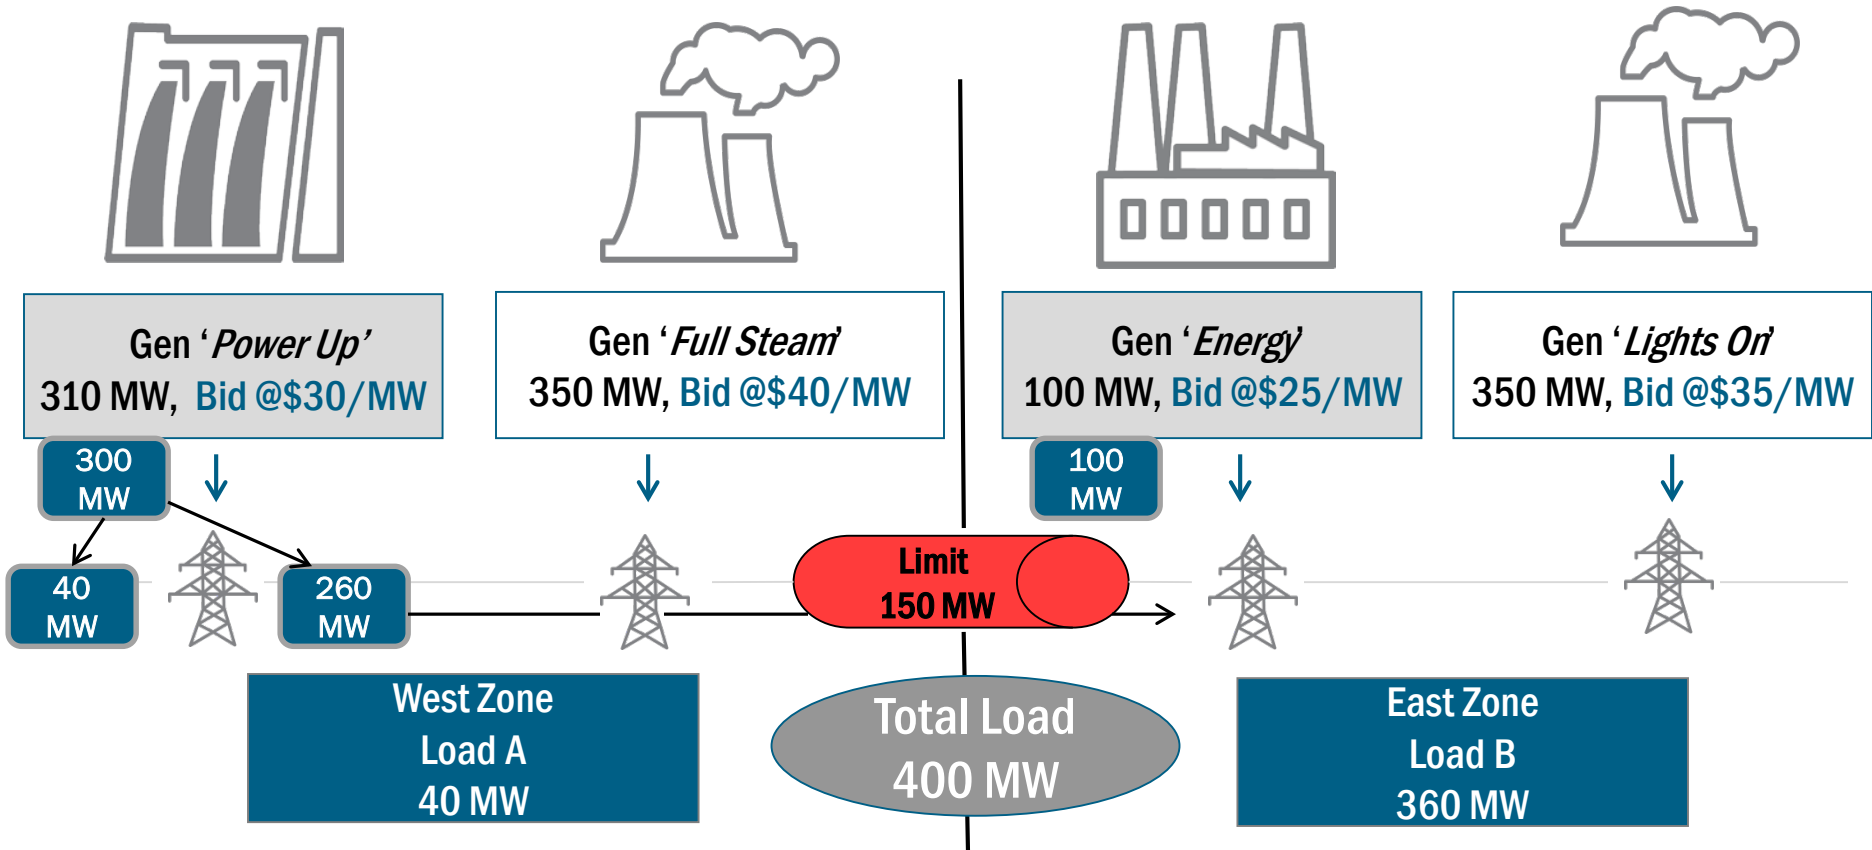 Gen ‘Power Up’
310 MW, Bid @$30/MW
Gen ‘Full Steam’
350 MW, Bid @$40/MW
Gen ‘Energy’
100 MW, Bid @$25/MW
Gen ‘Lights On’
350 MW, Bid @$35/MW
300
MW
100
MW
40
MW
260
MW
Limit
150 MW
West Zone
Load A
40 MW
Total Load
400 MW
East Zone
Load B
360 MW